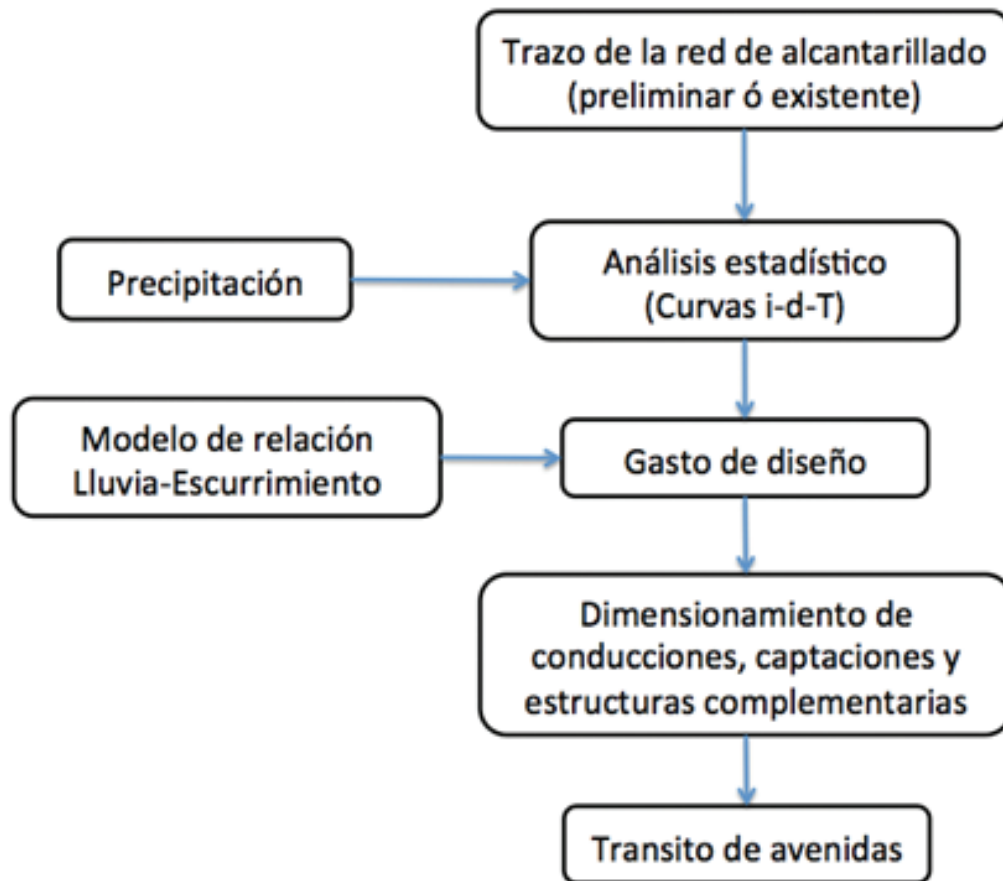 Trazo de la red de alcantarillado
(preliminar ó existente)
Precipitación
Análisis estadístico
(Curvas i-d-T)
Modelo de relación
Lluvia-Escurrimiento
Gasto de diseño
Dimensionamiento de
conducciones, captaciones y
estructuras complementarias
Transito de avenidas